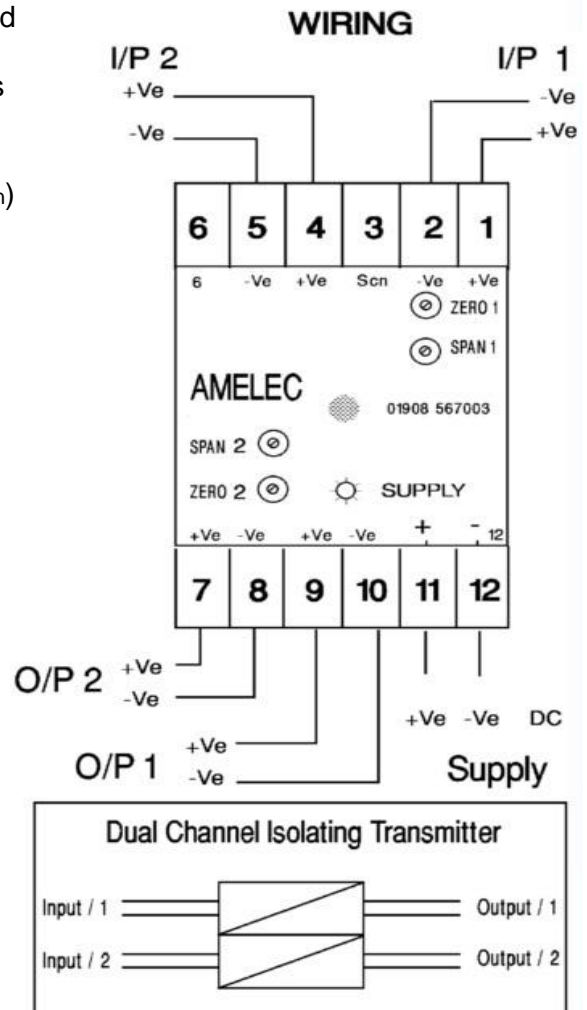 d
WIRING
I/P 2
I/P 1
+Ve
-Ve
s
-Ve
+Ve
n)
6 5 4 3 2 1
6 -Ve +Ve Scn -Ve +Ve
ZERO 1
SPAN 1
AMELEC
01908 567003
SPAN 2
ZERO 2
SUPPLY
+Ve -Ve +Ve -Ve + - 12
7 8 9 10 11 12
O/P 2
+Ve
-Ve
+Ve -Ve DC
O/P 1
+Ve
-Ve
Supply
Dual Channel Isolating Transmitter
Input / 1
Output / 1
Input / 2
Output / 2